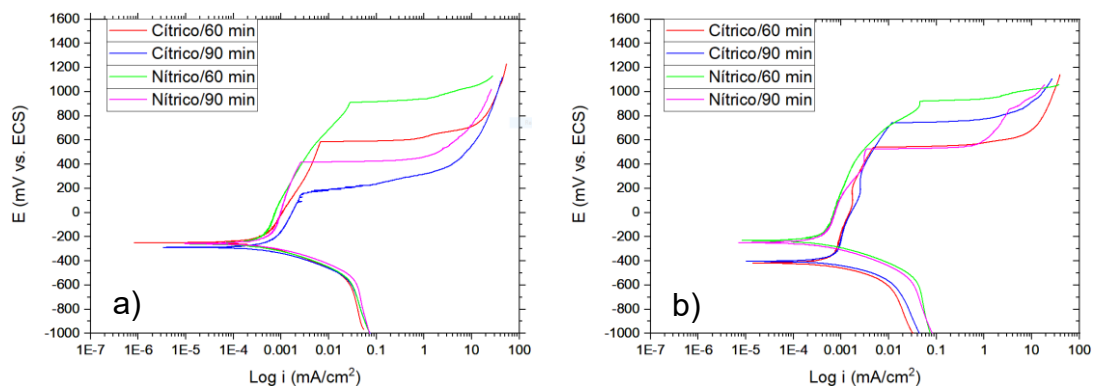 1600
1400
1200
1000
800
600
400
200
0
-200
-400
-600
-800
-1000
E (mV vs. ECS)
Cítrico/60 min
Cítrico/90 min
Nítrico/60 min
Nítrico/90 min
a)
1E-7 1E-6 1E-5 1E-4 0.001 0.01 0.1 1 10 100
Log i (mA/cm²)
1600
1400
1200
1000
800
600
400
200
0
-200
-400
-600
-800
-1000
E (mV vs. ECS)
Cítrico/60 min
Cítrico/90 min
Nítrico/60 min
Nítrico/90 min
b)
1E-7 1E-6 1E-5 1E-4 0.001 0.01 0.1 1 10 100
Log i (mA/cm²)